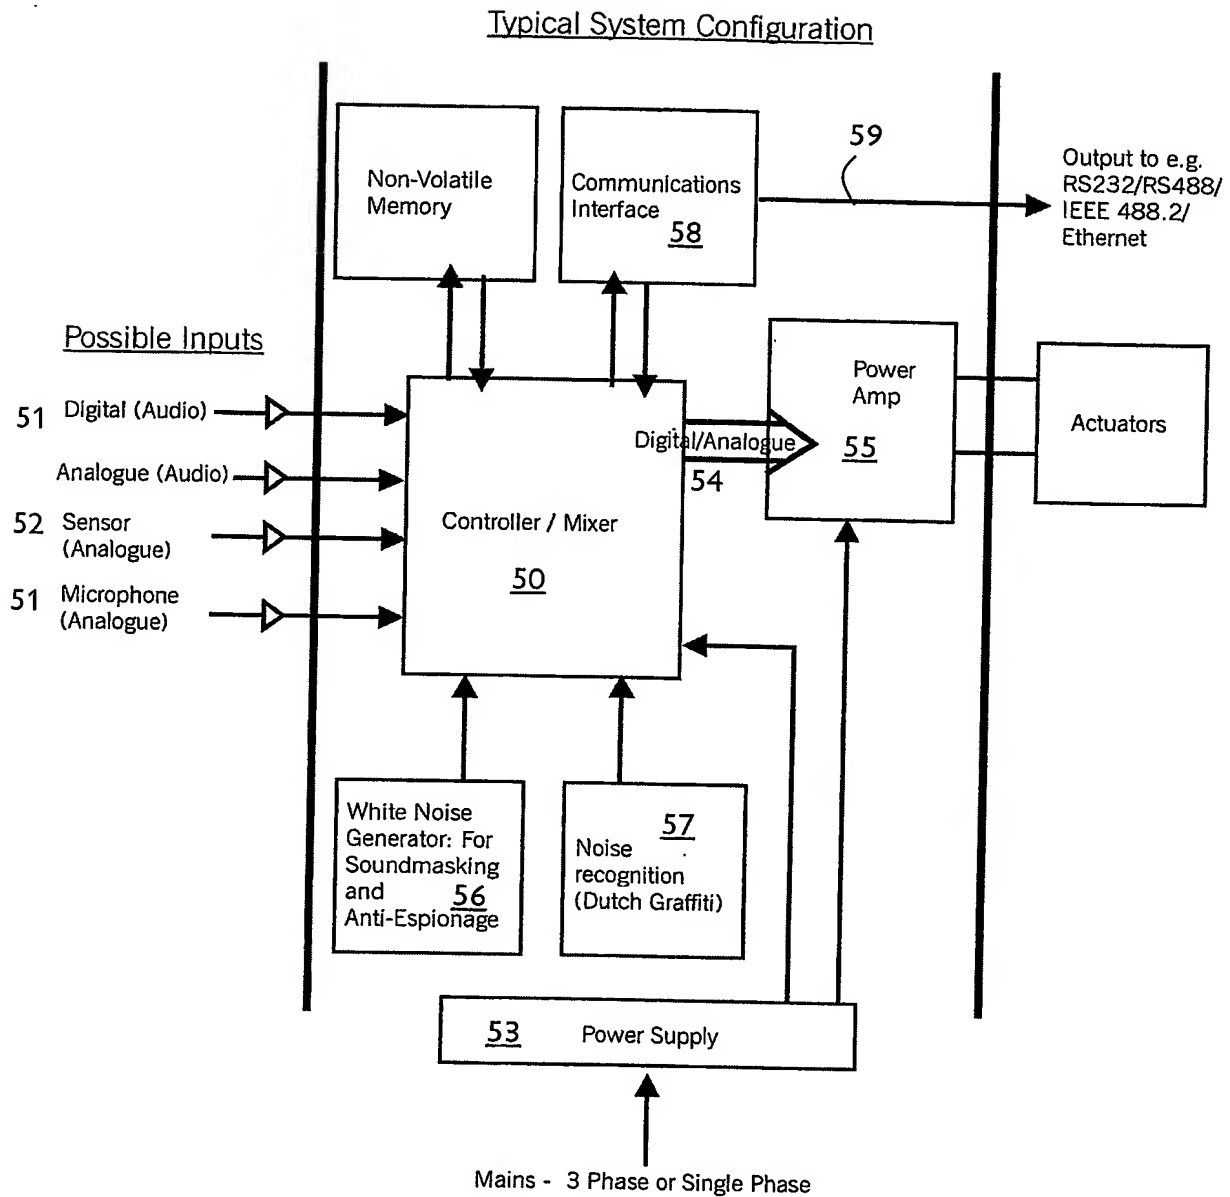 Typical System Configuration
Non-Volatile
Memory
Communications
Interface
58
59
Output to e.g.
RS232/RS488/
IEEE 488.2/
Ethernet
Possible Inputs
51
Digital (Audio)
Analogue (Audio)
52
Sensor
(Analogue)
51
Microphone
(Analogue)
Controller / Mixer
50
Digital/Analogue
54
Power
Amp
55
Actuators
White Noise
Generator: For
Soundmasking
and
56
Anti-Espionage
57
Noise
recognition
(Dutch Graffiti)
53
Power Supply
Mains - 3 Phase or Single Phase